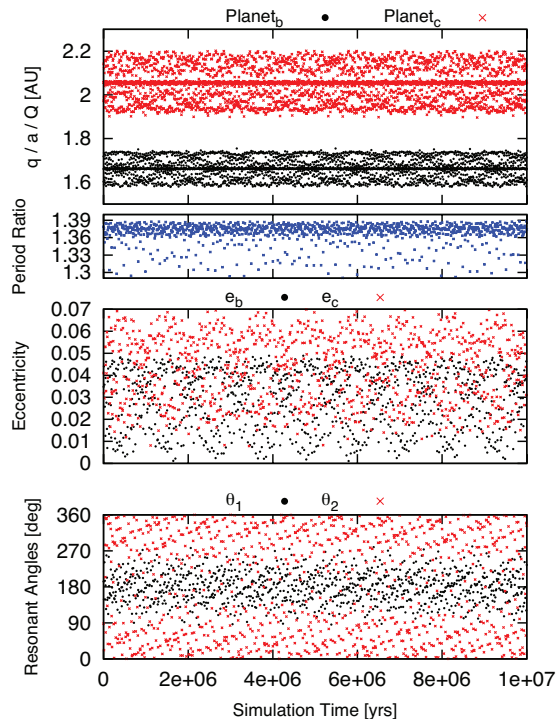 Planet_b Planet_c
q / a / Q [AU]
2.2
2
1.8
1.6
Period Ratio
1.39
1.36
1.33
1.3
e_b e_c
Eccentricity
0.07
0.06
0.05
0.04
0.03
0.02
0.01
0
θ_1 θ_2
Resonant Angles [deg]
360
270
180
90
0
0 2e+06 4e+06 6e+06 8e+06 1e+07
Simulation Time [yrs]